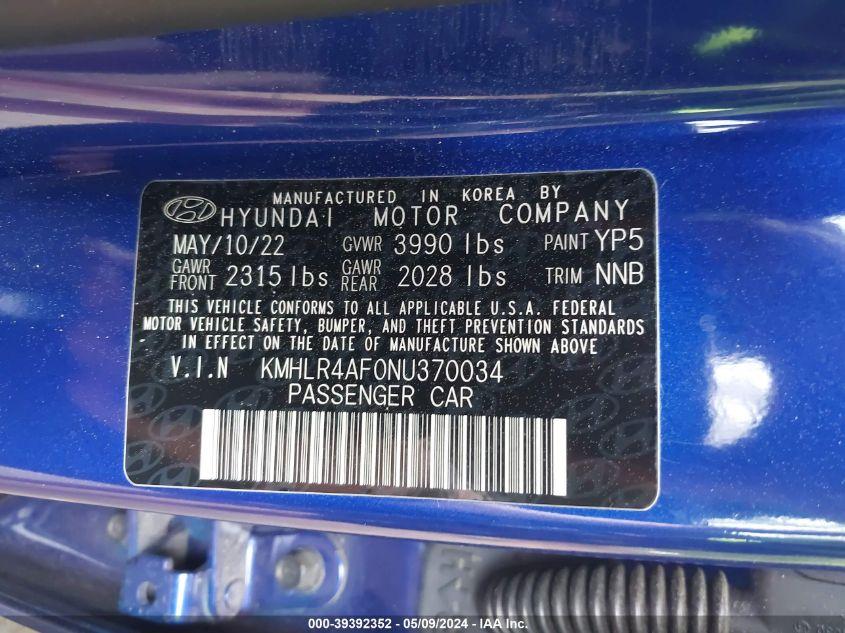 MANUFACTURED IN KOREA BY
HYUNDAI MOTOR COMPANY
MAY/10/22 GVWR 3990 lbs PAINT YP5
GAWR FRONT 2315 lbs GAWR REAR 2028 lbs TRIM NNB
THIS VEHICLE CONFORMS TO ALL APPLICABLE U.S.A. FEDERAL
MOTOR VEHICLE SAFETY, BUMPER, AND THEFT PREVENTION STANDARDS
IN EFFECT ON THE DATE OF MANUFACTURE SHOWN ABOVE.
V.I.N KMHLR4AF0NU370034
PASSENGER CAR
000-39392352 - 05/09/2024 - IAAI.COM